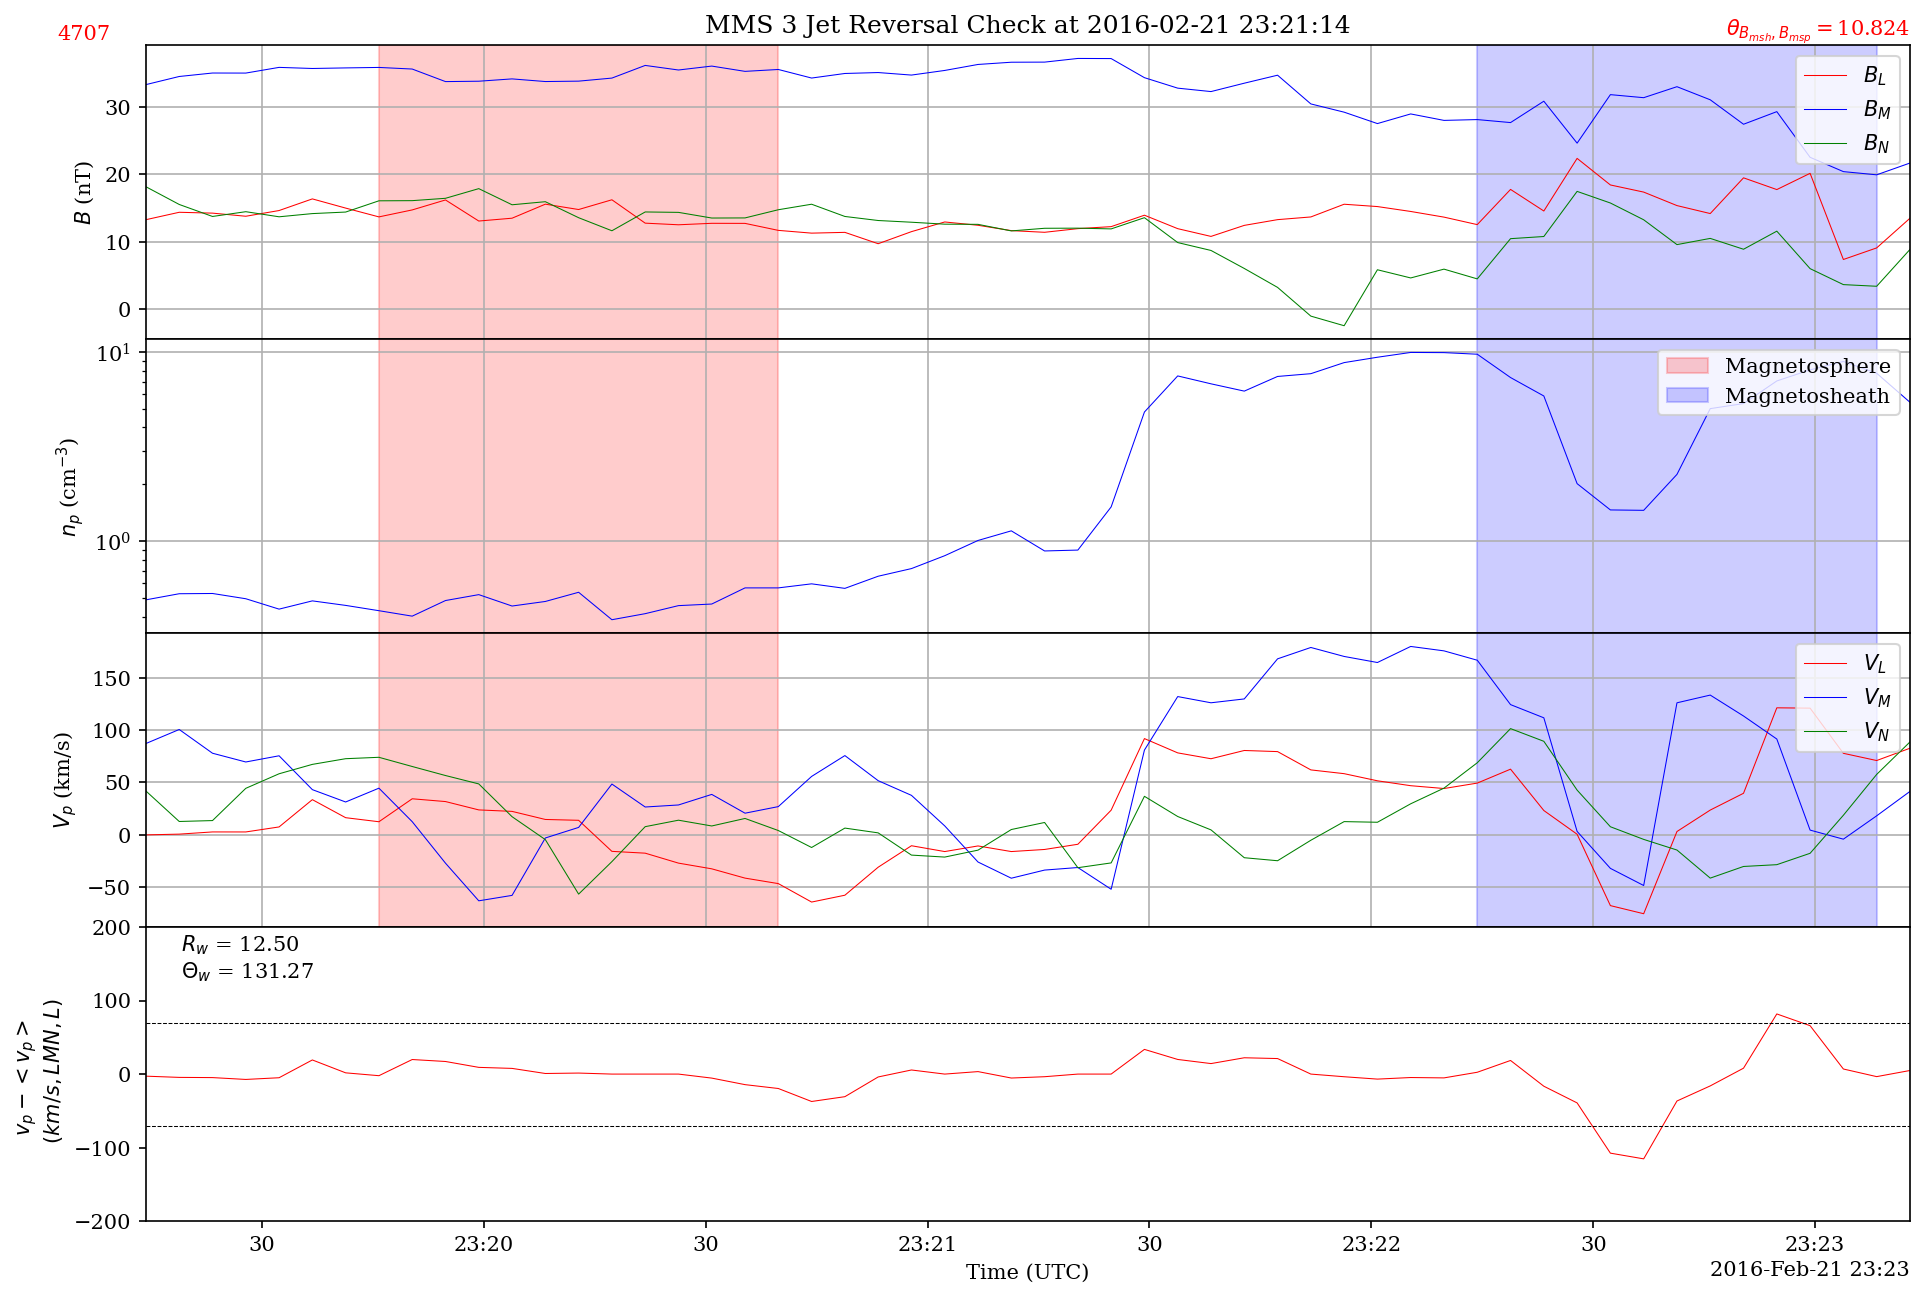 4707
MMS 3 Jet Reversal Check at 2016-02-21 23:21:14
θ_{B_{msh}, B_{msp}} = 10.824
B (nT)
30
20
10
0
B_L
B_M
B_N
n_p (cm^{-3})
10^1
10^0
Magnetosphere
Magnetosheath
V_p (km/s)
150
100
50
0
−50
V_L
V_M
V_N
v_p − < v_p >
(km/s, LMN, L)
200
100
0
−100
−200
R_w = 12.50
Θ_w = 131.27
30
23:20
30
23:21
30
23:22
30
23:23
Time (UTC)
2016-Feb-21 23:23